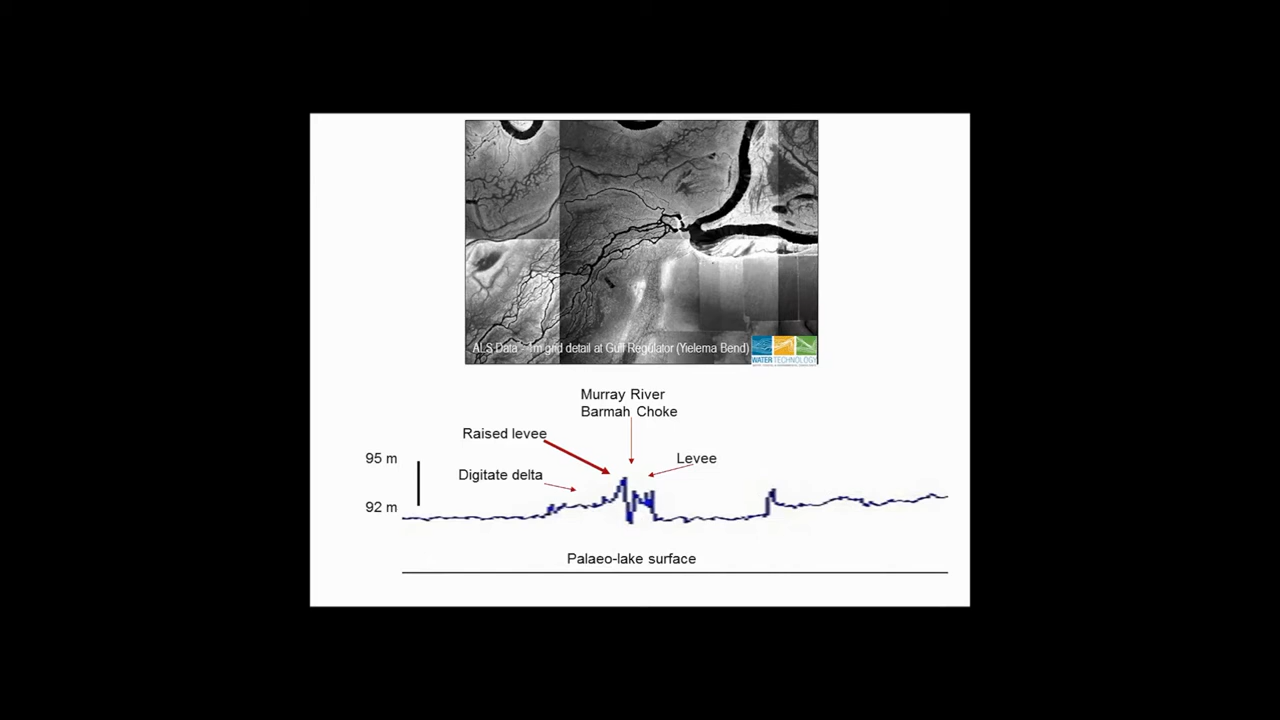 ALS Data - 1m grid detail at Gulf Regulator (Yielema Bend)
WATER TECHNOLOGY
Murray River
Barmah Choke
Raised levee
95 m
Levee
Digitate delta
92 m
Palaeo-lake surface